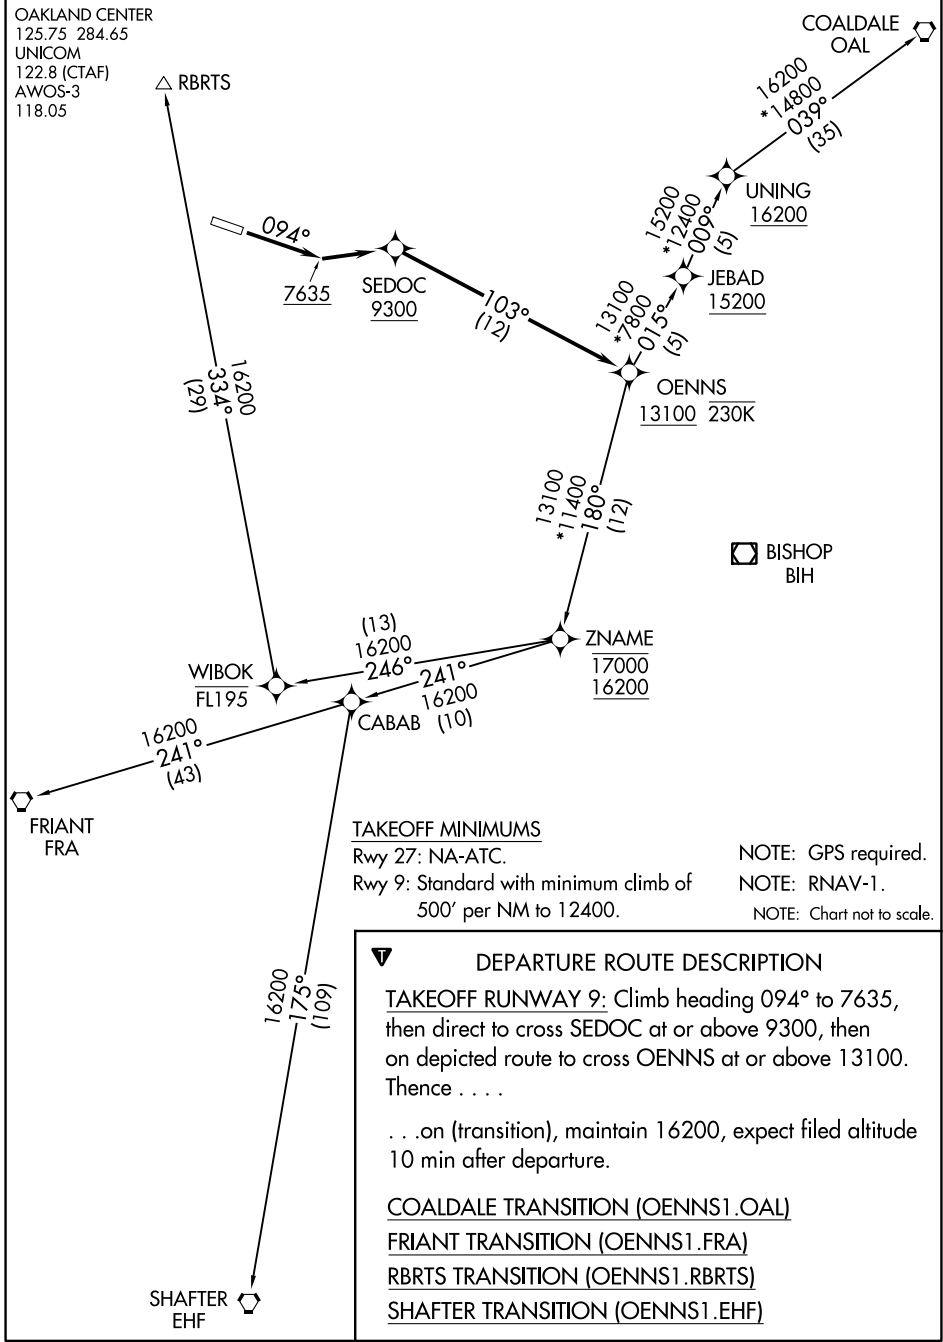 OAKLAND CENTER
125.75 284.65
UNICOM
122.8 (CTAF)
AWOS-3
118.05
RBRTS
COALDALE
OAL
16200
*14800
039°
(35)
UNING
16200
15200
*12400
009°
(5)
JEBAD
15200
094°
7635
SEDOC
9300
103°
(12)
13100
*7800
015°
(5)
OENNS
13100 230K
16200
334°
(29)
13100
*11400
180°
(12)
BISHOP
BIH
ZNAME
17000
16200
(13)
16200
246°
241°
16200
(10)
WIBOK
FL195
CABAB
16200
241°
(43)
FRIANT
FRA
16200
175°
(109)
SHAFTER
EHF
TAKEOFF MINIMUMS
Rwy 27: NA-ATC.
Rwy 9: Standard with minimum climb of
500' per NM to 12400.
NOTE: GPS required.
NOTE: RNAV-1.
NOTE: Chart not to scale.
T
DEPARTURE ROUTE DESCRIPTION
TAKEOFF RUNWAY 9: Climb heading 094° to 7635,
then direct to cross SEDOC at or above 9300, then
on depicted route to cross OENNS at or above 13100.
Thence . . . .
. . .on (transition), maintain 16200, expect filed altitude
10 min after departure.
COALDALE TRANSITION (OENNS1.OAL)
FRIANT TRANSITION (OENNS1.FRA)
RBRTS TRANSITION (OENNS1.RBRTS)
SHAFTER TRANSITION (OENNS1.EHF)